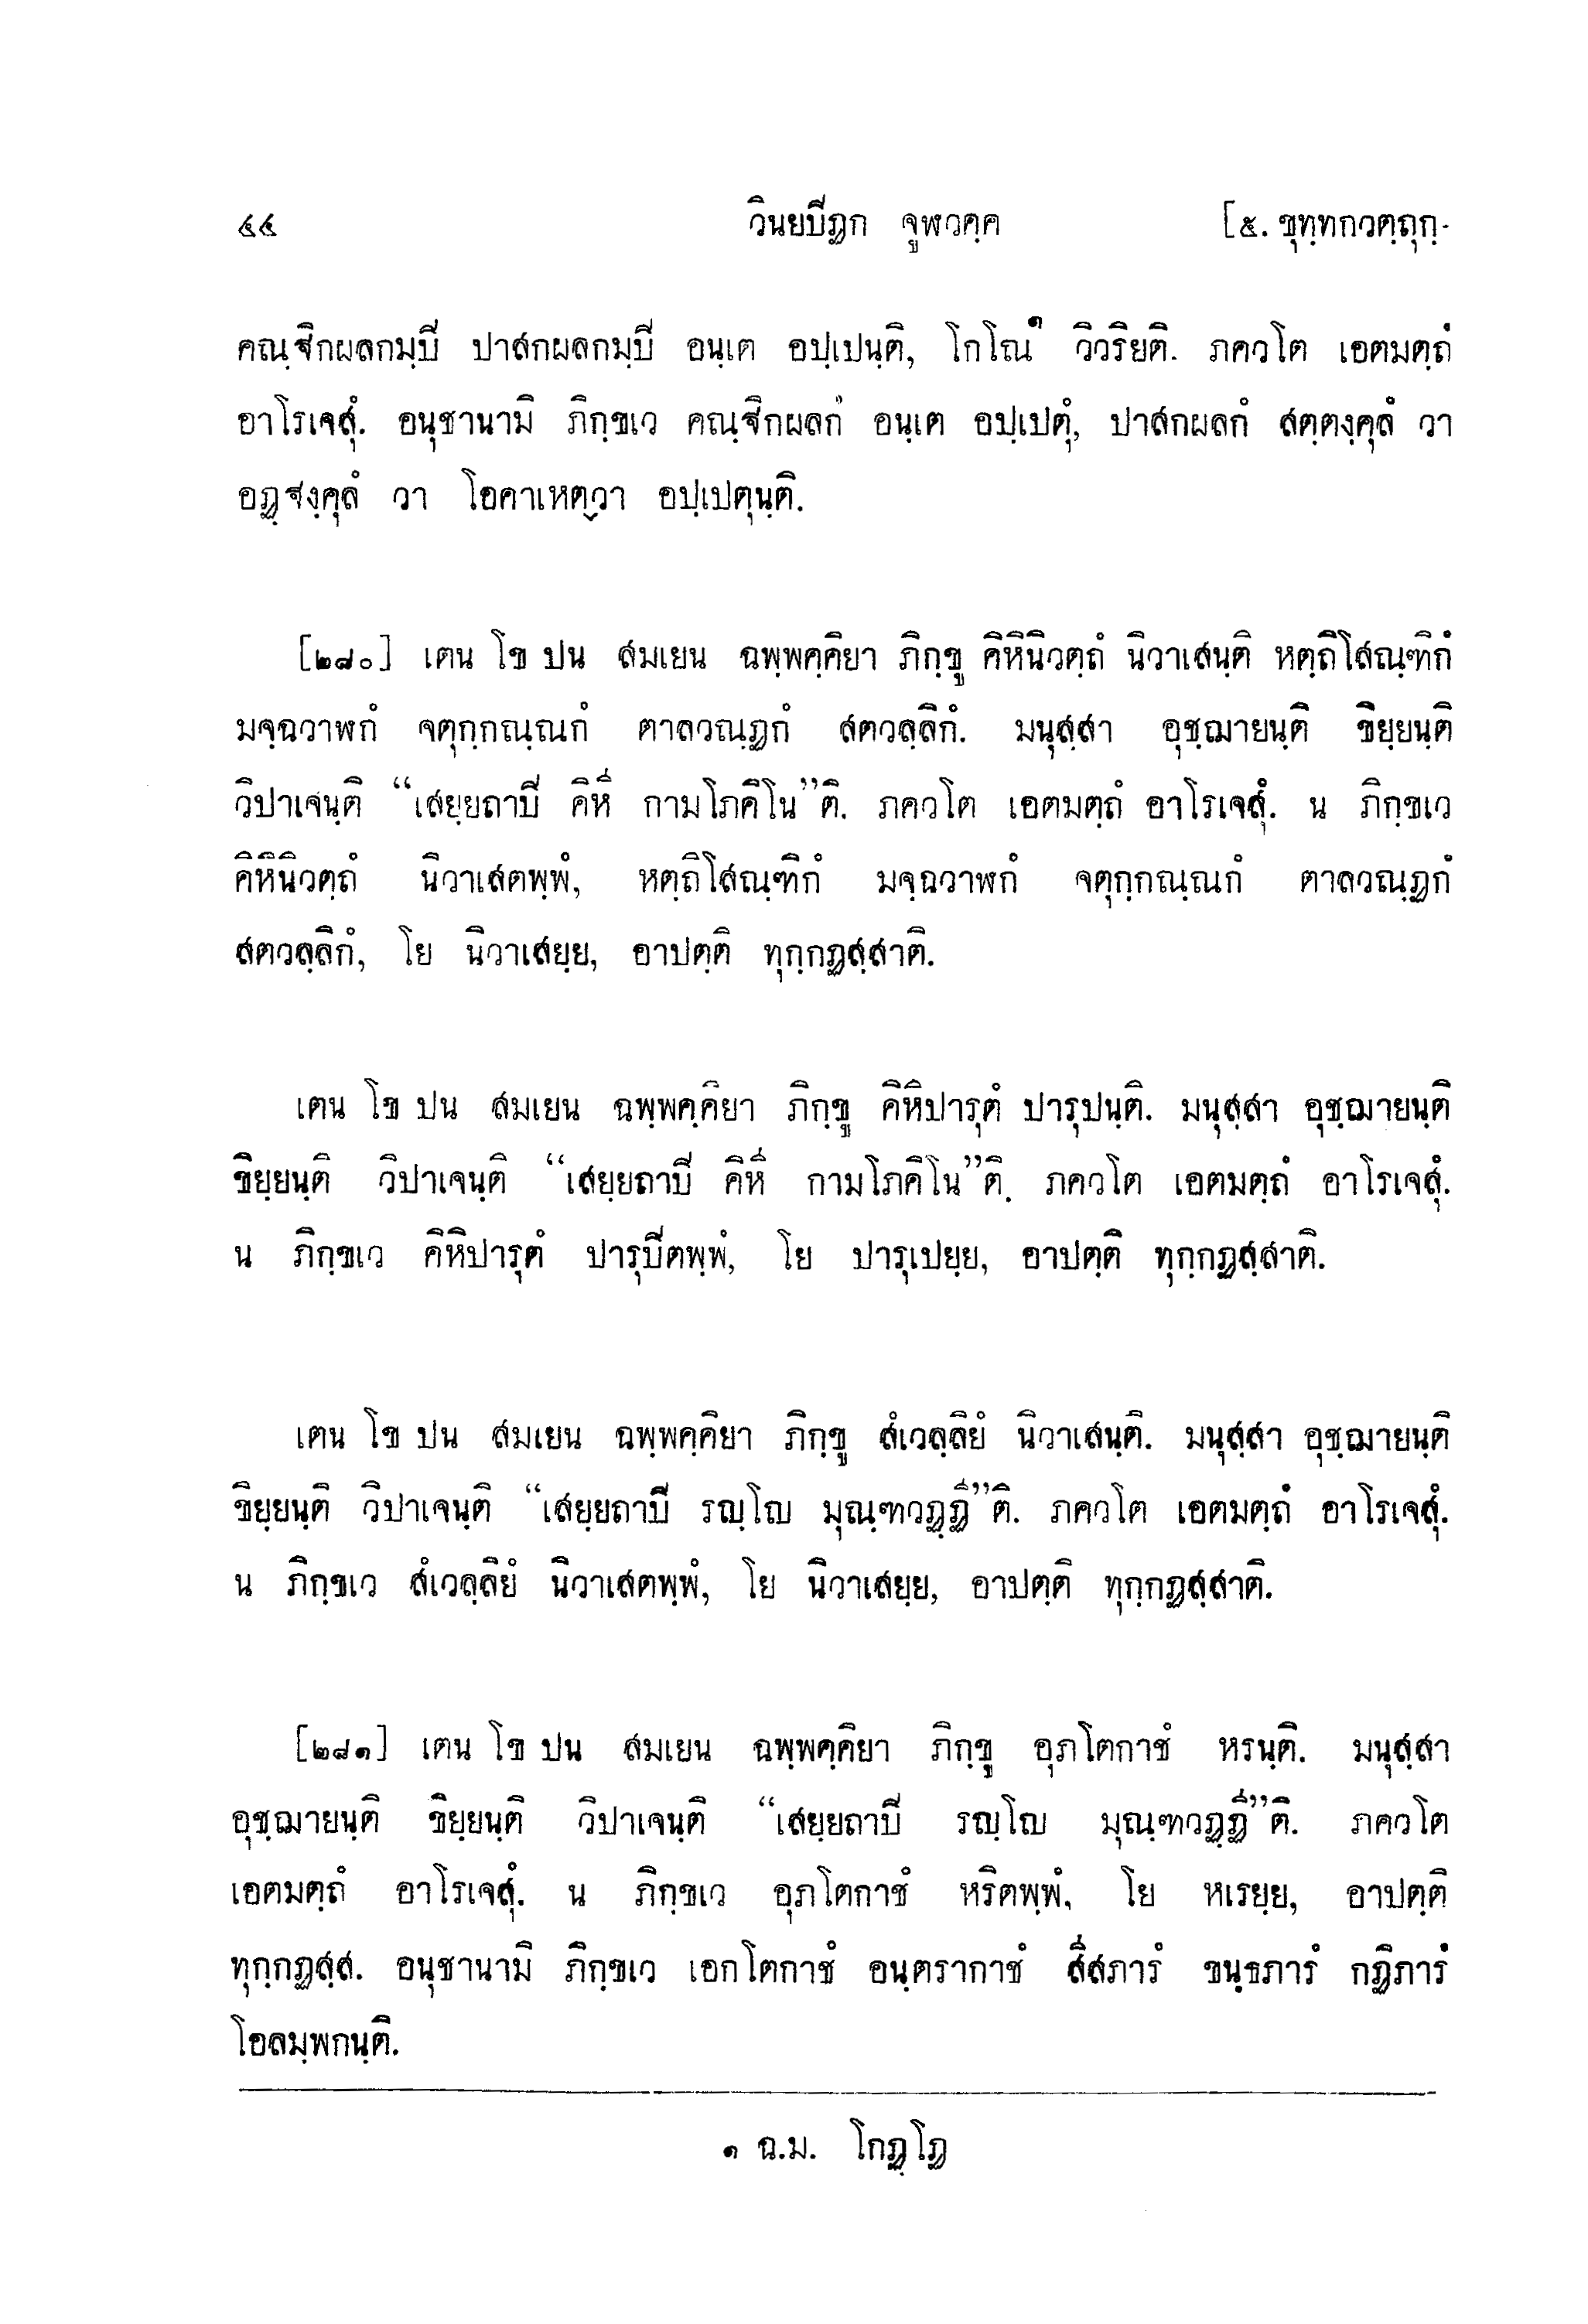 ๔๔ วินยปิฏก จูฬวคฺค [๕. ขุทฺทกวตฺถุกฺ-
คณฺฐิกผลกมฺปิ ปาสกผลกมฺปิ อนฺเต อปฺเปนฺติ, โกโณ๑ วิวริยติ. ภควโต เอตมตฺถํ
อาโรเจสุํ. อนุชานามิ ภิกฺขเว คณฺฐิกผลกํ อนฺเต อปฺเปตุํ, ปาสกผลกํ สตฺตงฺคุลํ วา
อฏฺฐงฺคุลํ วา โอคาเหตฺวา อปฺเปตุนฺติ.
[๒๘๐] เตน โข ปน สมเยน ฉพฺพคฺคิยา ภิกฺขู คิหินิวตฺถํ นิวาเสนฺติ หตฺถิโสณฺฑิกํ
มจฺฉวาฬกํ จตุกฺกณฺณกํ ตาลวณฺฏกํ สตวลฺลิกํ. มนุสฺสา อุชฺฌายนฺติ ขิยฺยนฺติ
วิปาเจนฺติ “เสยฺยถาปิ คิหี กามโภคิโน”ติ. ภควโต เอตมตฺถํ อาโรเจสุํ. น ภิกฺขเว
คิหินิวตฺถํ นิวาเสตพฺพํ, หตฺถิโสณฺฑิกํ มจฺฉวาฬกํ จตุกฺกณฺณกํ ตาลวณฺฏกํ
สตวลฺลิกํ, โย นิวาเสยฺย, อาปตฺติ ทุกฺกฏสฺสาติ.
เตน โข ปน สมเยน ฉพฺพคฺคิยา ภิกฺขู คิหิปารุตํ ปารุปนฺติ. มนุสฺสา อุชฺฌายนฺติ
ขิยฺยนฺติ วิปาเจนฺติ “เสยฺยถาปิ คิหี กามโภคิโน”ติ. ภควโต เอตมตฺถํ อาโรเจสุํ.
น ภิกฺขเว คิหิปารุตํ ปารุปิตพฺพํ, โย ปารุเปยฺย, อาปตฺติ ทุกฺกฏสฺสาติ.
เตน โข ปน สมเยน ฉพฺพคฺคิยา ภิกฺขู สํเวลฺลิยํ นิวาเสนฺติ. มนุสฺสา อุชฺฌายนฺติ
ขิยฺยนฺติ วิปาเจนฺติ “เสยฺยถาปิ รญฺโญ มุณฺฑวฏฺฏี”ติ. ภควโต เอตมตฺถํ อาโรเจสุํ.
น ภิกฺขเว สํเวลฺลิยํ นิวาเสตพฺพํ, โย นิวาเสยฺย, อาปตฺติ ทุกฺกฏสฺสาติ.
[๒๘๑] เตน โข ปน สมเยน ฉพฺพคฺคิยา ภิกฺขู อุภโตกาชํ หรนฺติ. มนุสฺสา
อุชฺฌายนฺติ ขิยฺยนฺติ วิปาเจนฺติ “เสยฺยถาปิ รญฺโญ มุณฺฑวฏฺฏี”ติ. ภควโต
เอตมตฺถํ อาโรเจสุํ. น ภิกฺขเว อุภโตกาชํ หริตพฺพํ, โย หเรยฺย, อาปตฺติ
ทุกฺกฏสฺส. อนุชานามิ ภิกฺขเว เอกโตกาชํ อนฺตรากาชํ สีสภารํ ขนฺธภารํ กฏิภารํ
โอลมฺพกนฺติ.
๑ ฉ.ม. โกฏฺโฏ